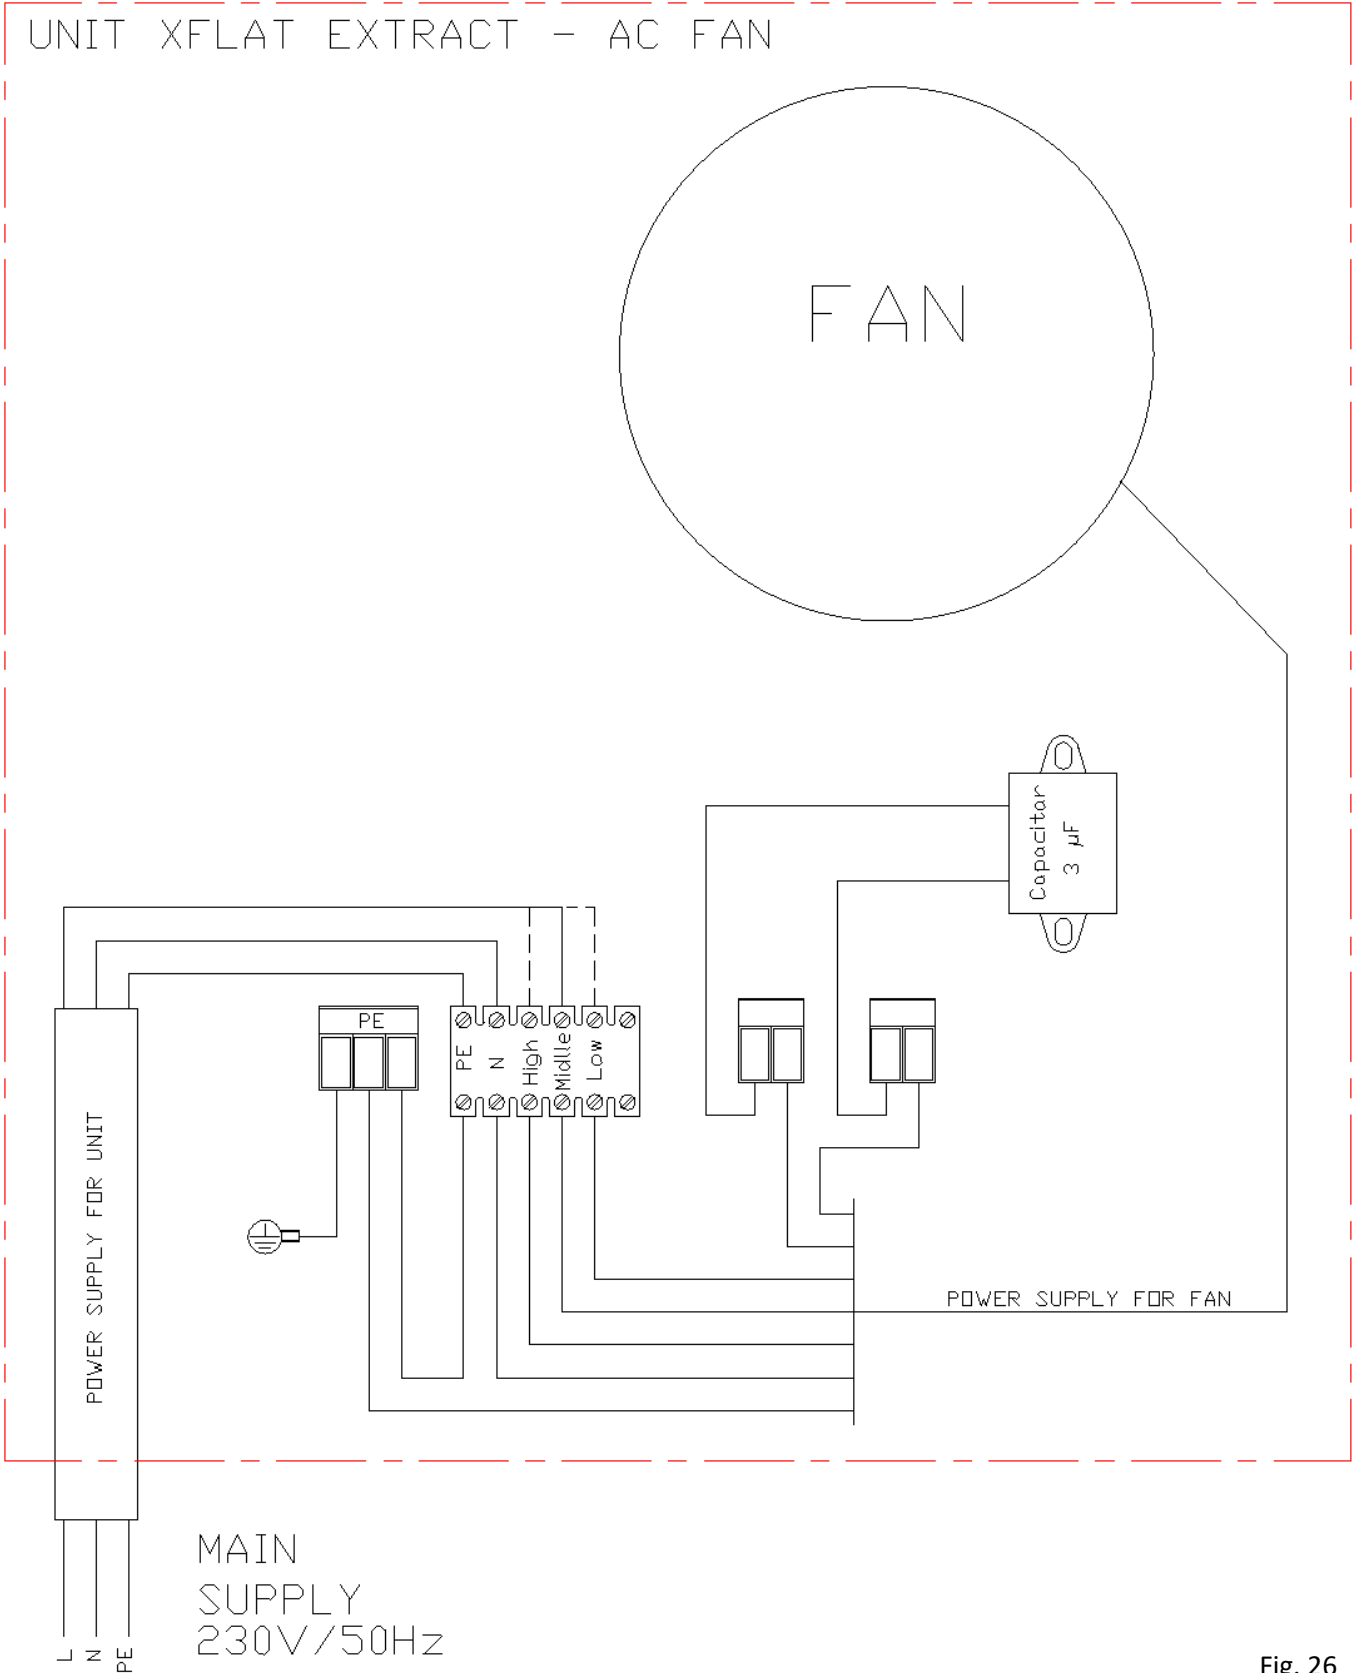 UNIT XFLAT EXTRACT - AC FAN
FAN
Capacitar
3 µF
PE
PE
N
High
Midlle
Low
POWER SUPPLY FOR UNIT
POWER SUPPLY FOR FAN
MAIN
SUPPLY
230V/50Hz
L
N
PE
Fig. 26